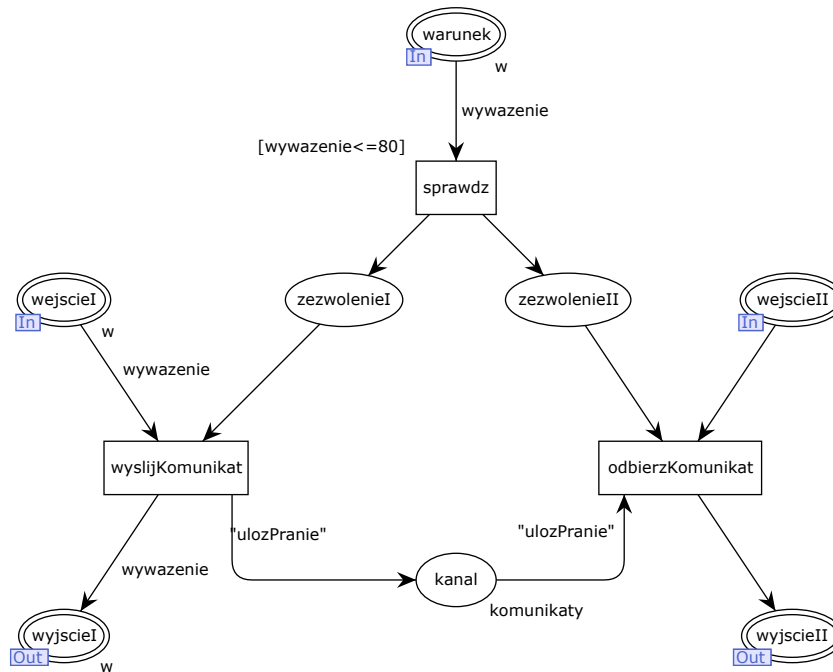 warunek
In
w
wywazenie
[wywazenie<=80]
sprawdz
wejscieI
In
w
zezwolenieI
zezwolenieII
wejscieII
In
wywazenie
wyslijKomunikat
odbierzKomunikat
"ulozPranie"
"ulozPranie"
wywazenie
kanal
komunikaty
wyjscieI
Out
w
wyjscieII
Out